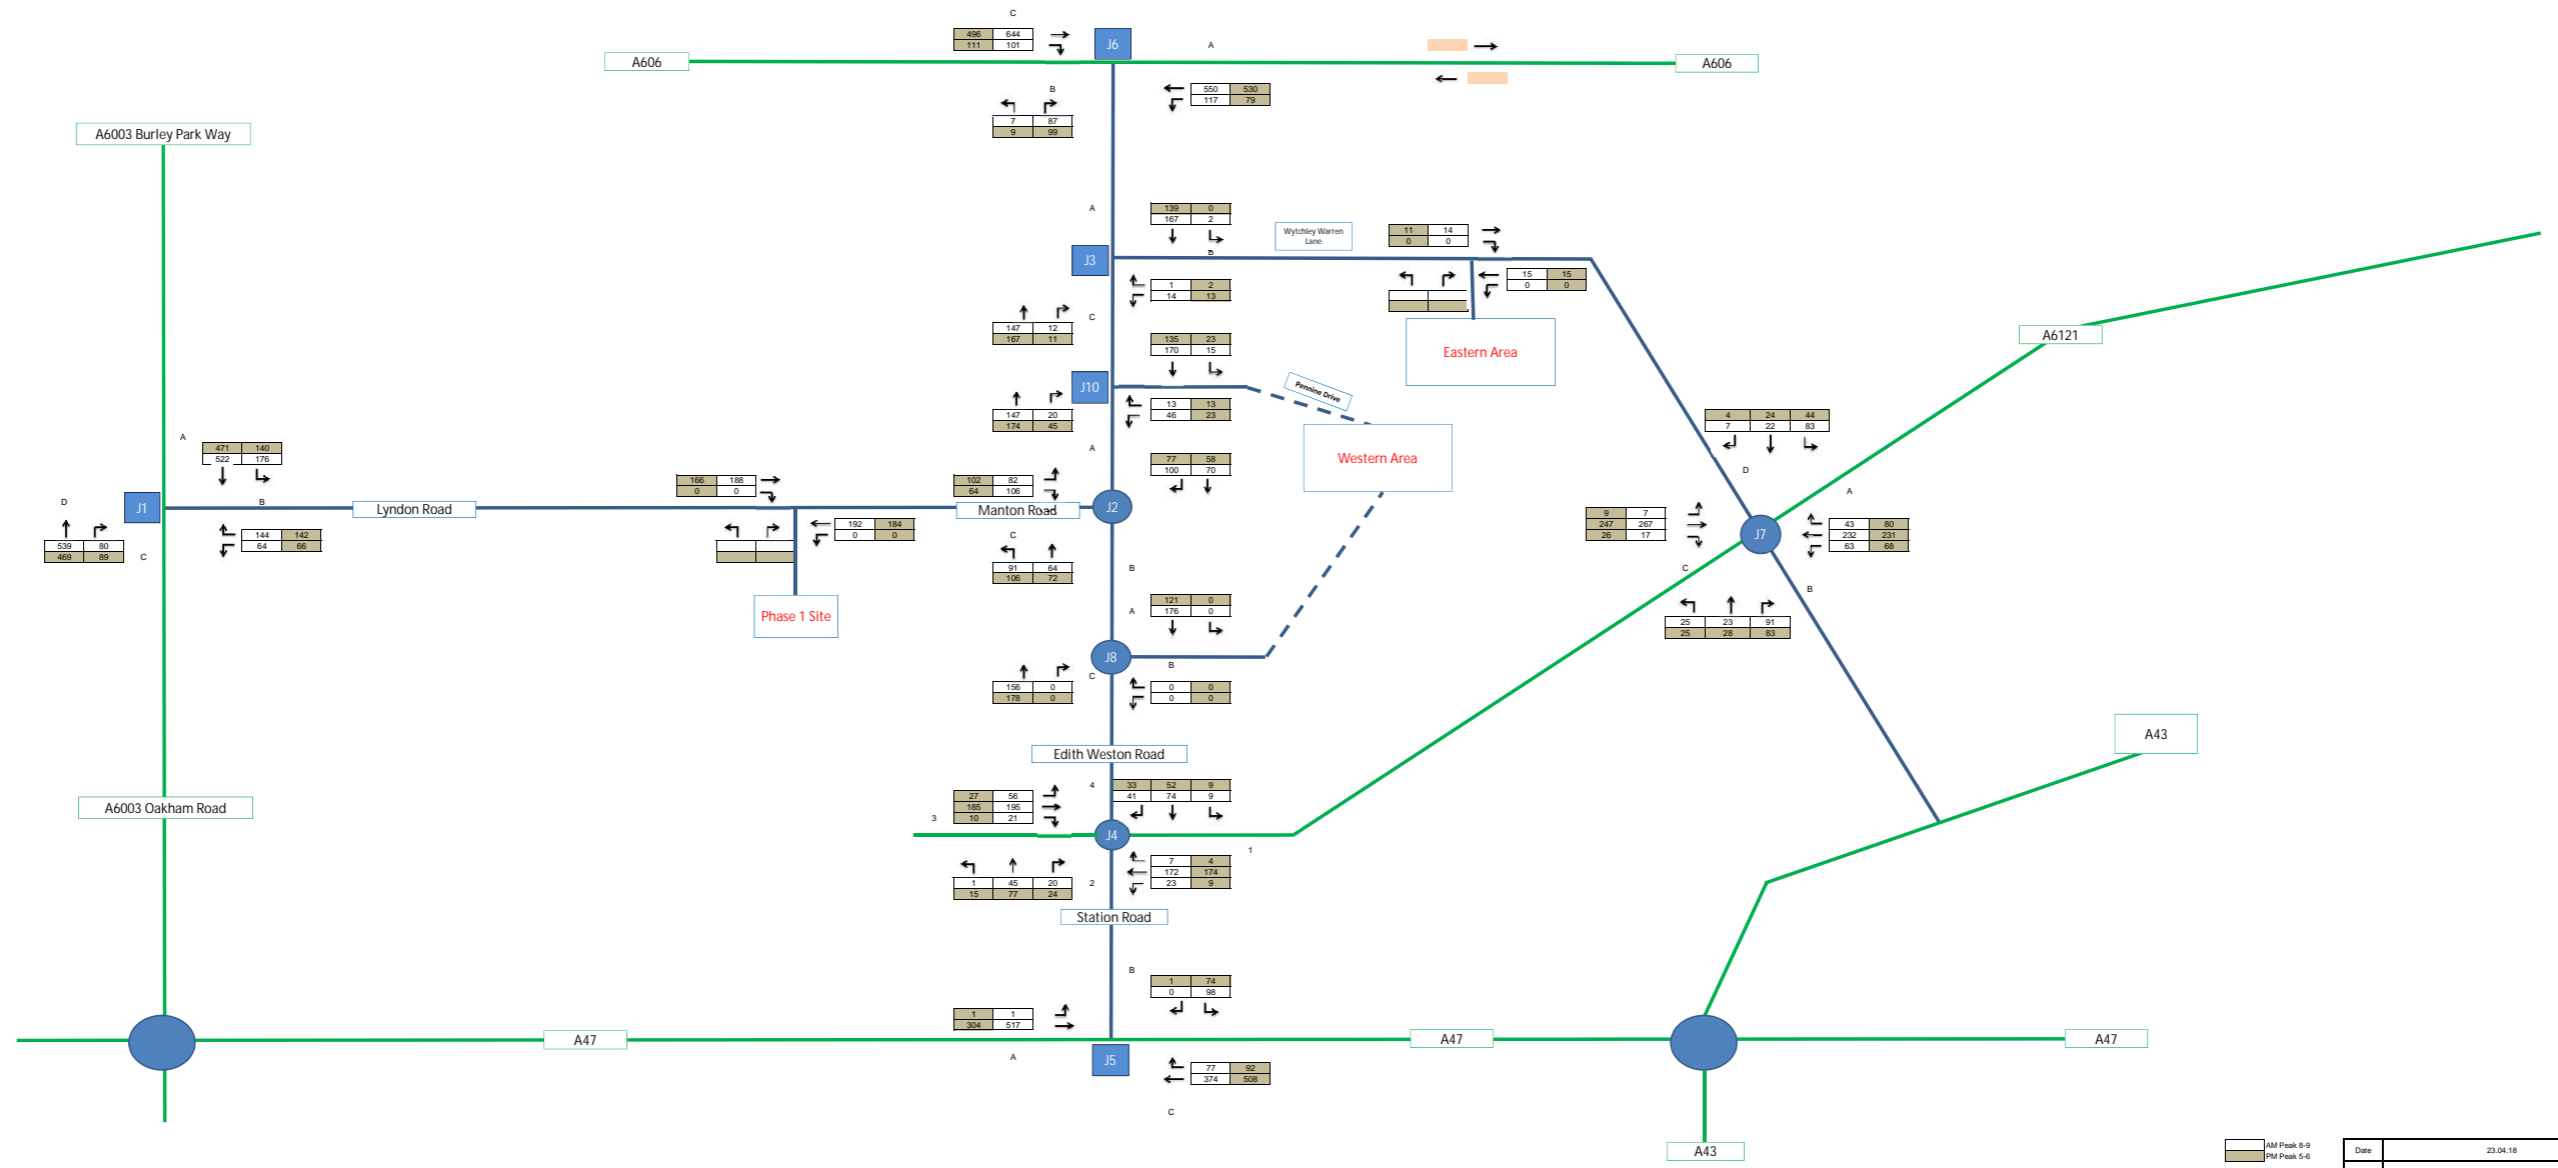 C
496 644
111 101
J6
A
A606
A606
550 530
117 79
B
7 87
9 99
A6003 Burley Park Way
A
139 0
167 2
Wytchley Warren
Lane
11 14
0 0
J3
B
15 15
0 0
1 2
14 13
C
147 12
167 11
135 23
170 15
Eastern Area
A6121
J10
Pennine Drive
13 13
46 23
147 20
174 45
4 24 44
7 22 83
A
471 140
522 176
A
77 58
100 70
Western Area
D
166 188
0 0
102 82
64 106
A
D
J1
B
Lyndon Road
Manton Road
J2
9 7
247 267
26 17
J7
43 80
232 231
63 68
539 80
469 89
C
144 142
64 66
192 184
0 0
C
91 64
106 72
B
C
B
Phase 1 Site
A
121 0
176 0
25 23 91
25 28 83
J8
B
C
156 0
178 0
0 0
0 0
A43
Edith Weston Road
4
33 52 9
41 74 9
27 56
185 195
10 21
3
J4
1
A6003 Oakham Road
7 4
172 174
23 9
1 45 20
15 77 24
2
Station Road
B
1 74
0 98
1 1
304 517
A47
A47
A47
A
J5
77 92
374 508
C
A43
AM Peak 8-9
PM Peak 5-6
Date 23.04.18